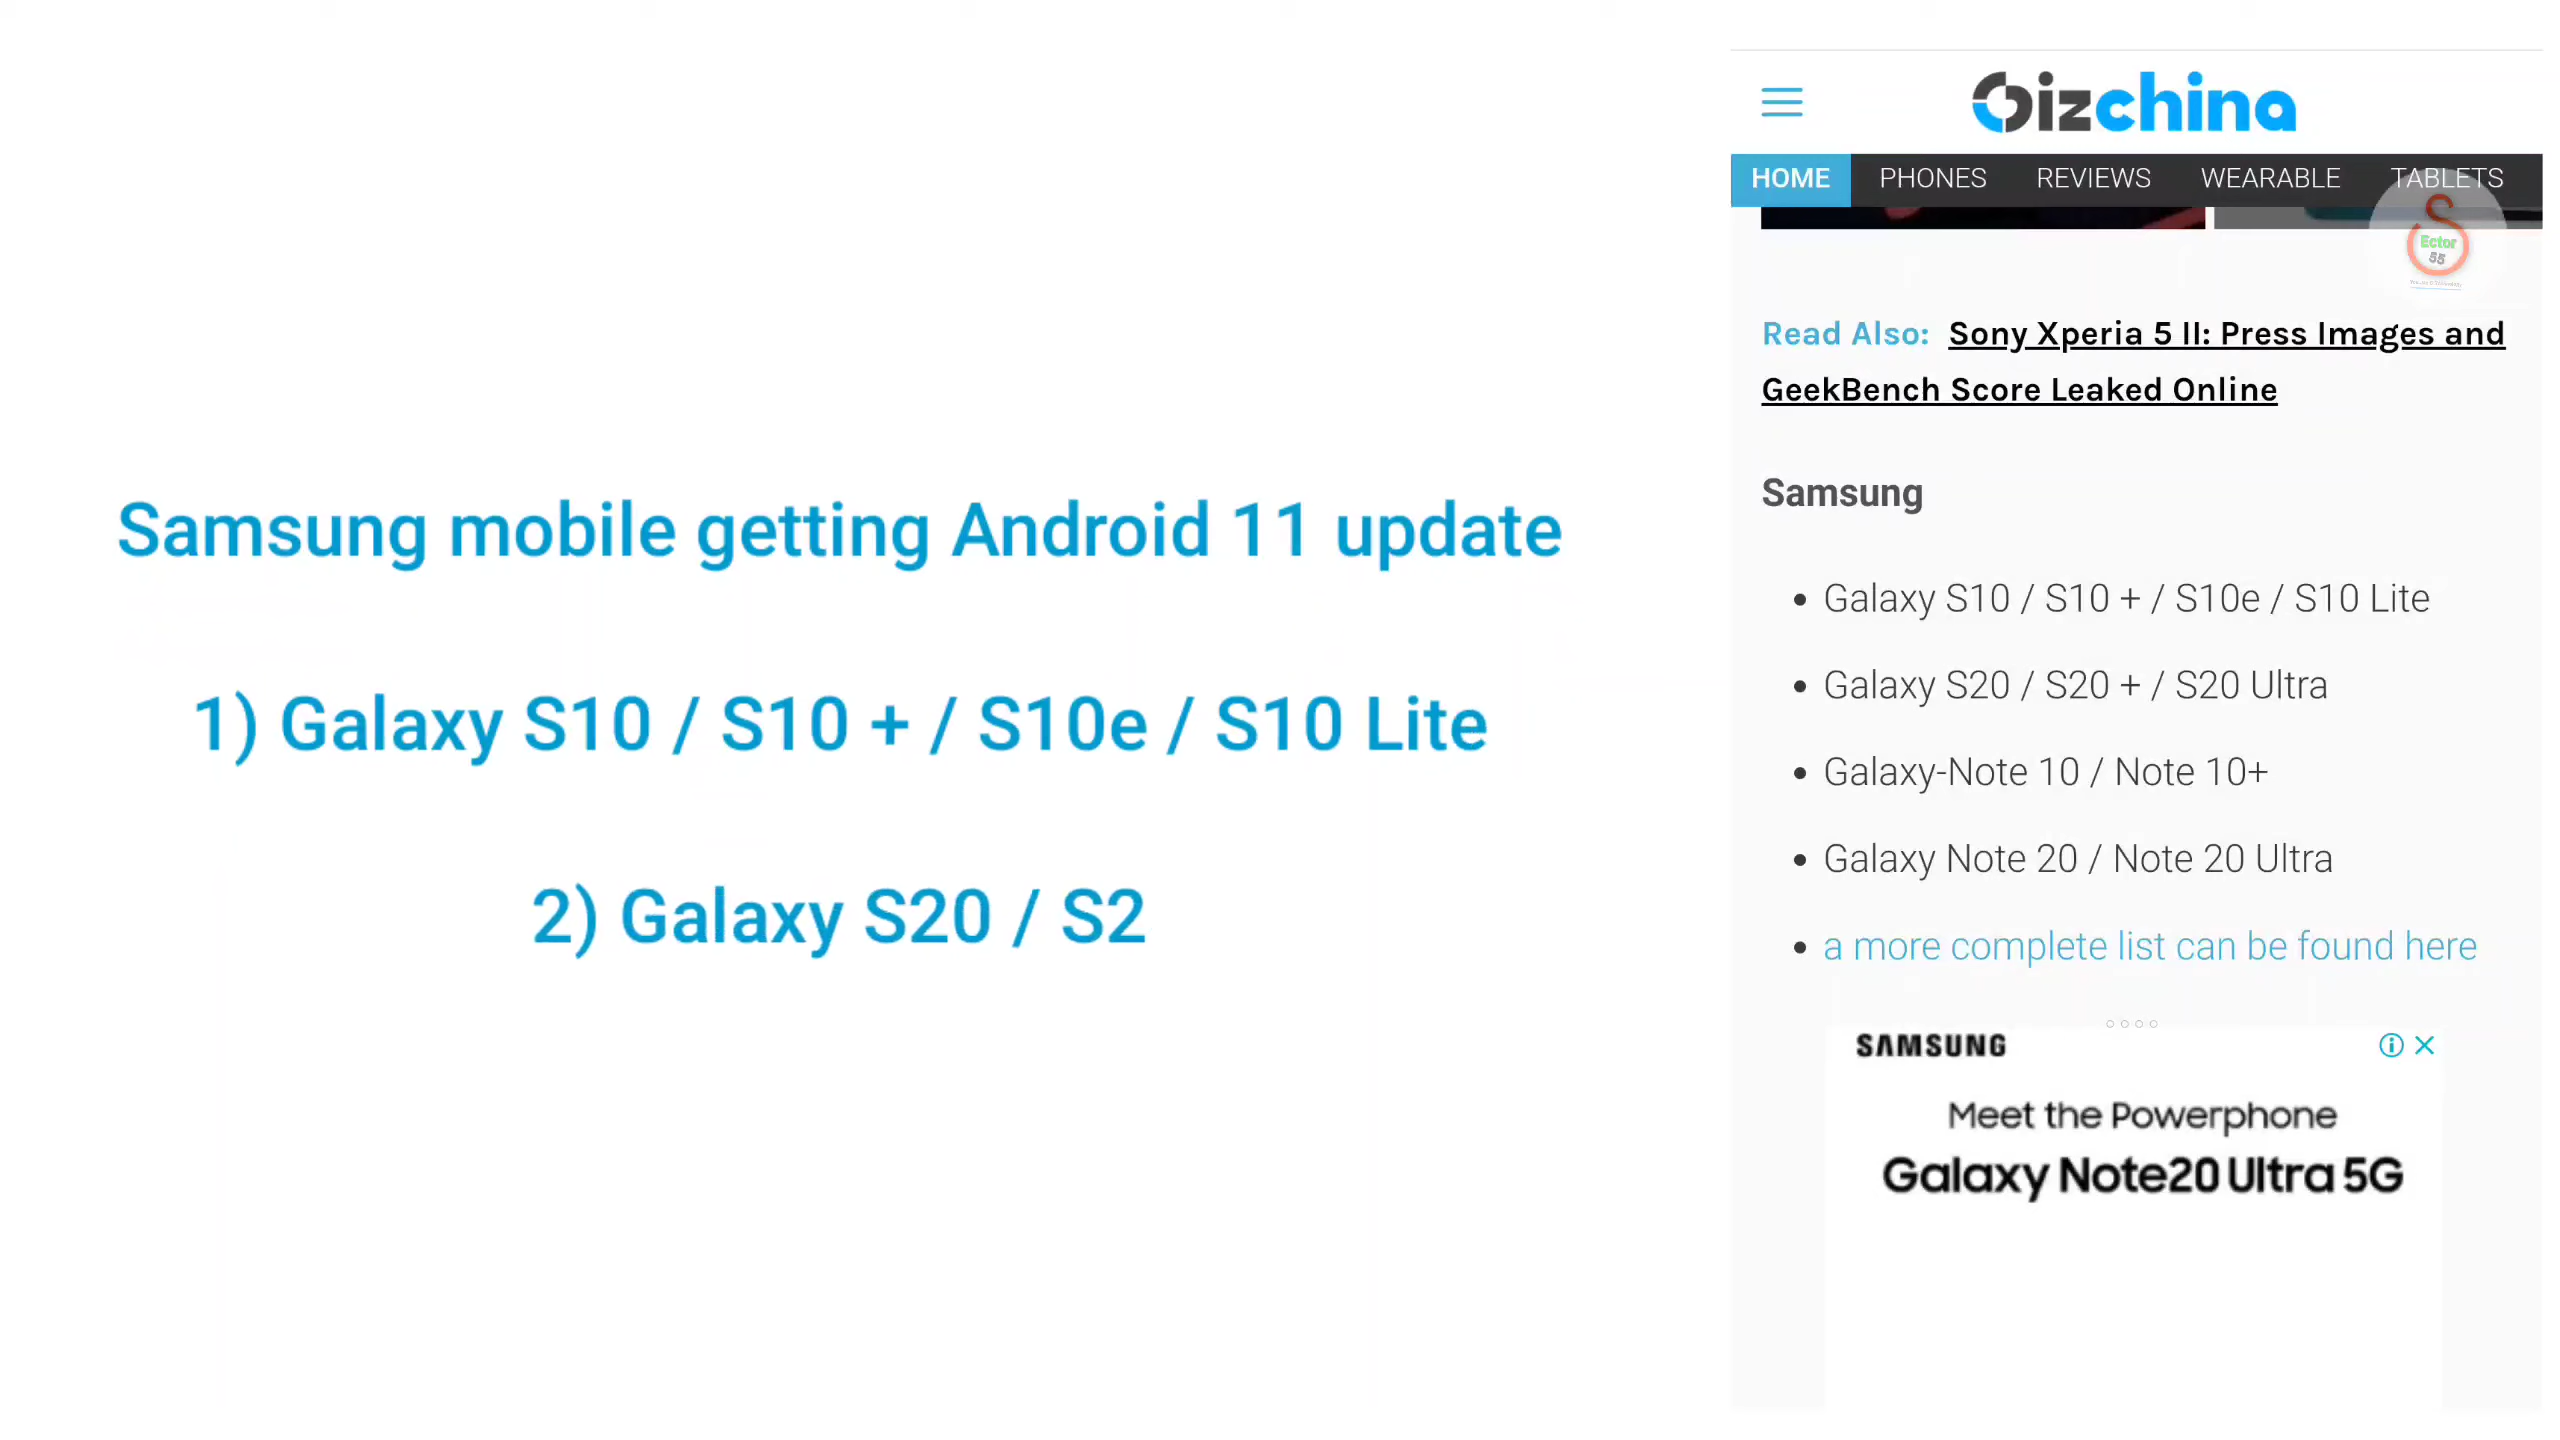 Samsung mobile getting Android 11 update
1) Galaxy S10 / S10 + / S10e / S10 Lite
2) Galaxy S20 / S2
Gizchina
HOME PHONES REVIEWS WEARABLE TABLETS
Ector
55
Read Also: Sony Xperia 5 II: Press Images and
GeekBench Score Leaked Online
Samsung
• Galaxy S10 / S10 + / S10e / S10 Lite
• Galaxy S20 / S20 + / S20 Ultra
• Galaxy-Note 10 / Note 10+
• Galaxy Note 20 / Note 20 Ultra
• a more complete list can be found here
SAMSUNG
Meet the Powerphone
Galaxy Note20 Ultra 5G